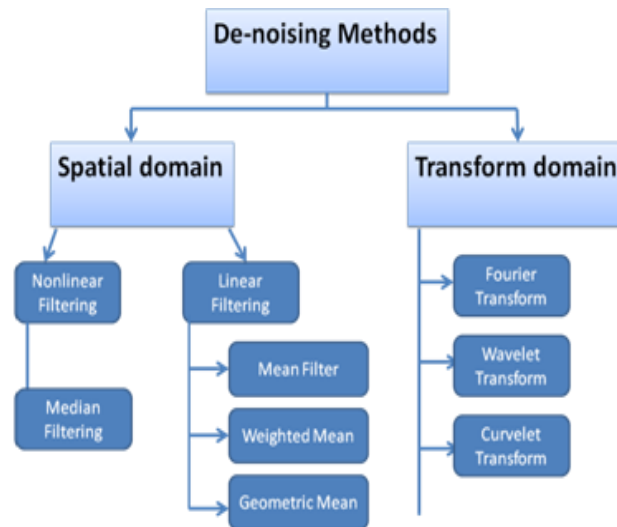 De-noising Methods
Spatial domain
Transform domain
Nonlinear
Filtering
Median
Filtering
Linear
Filtering
Mean Filter
Weighted Mean
Geometric Mean
Fourier
Transform
Wavelet
Transform
Curvelet
Transform